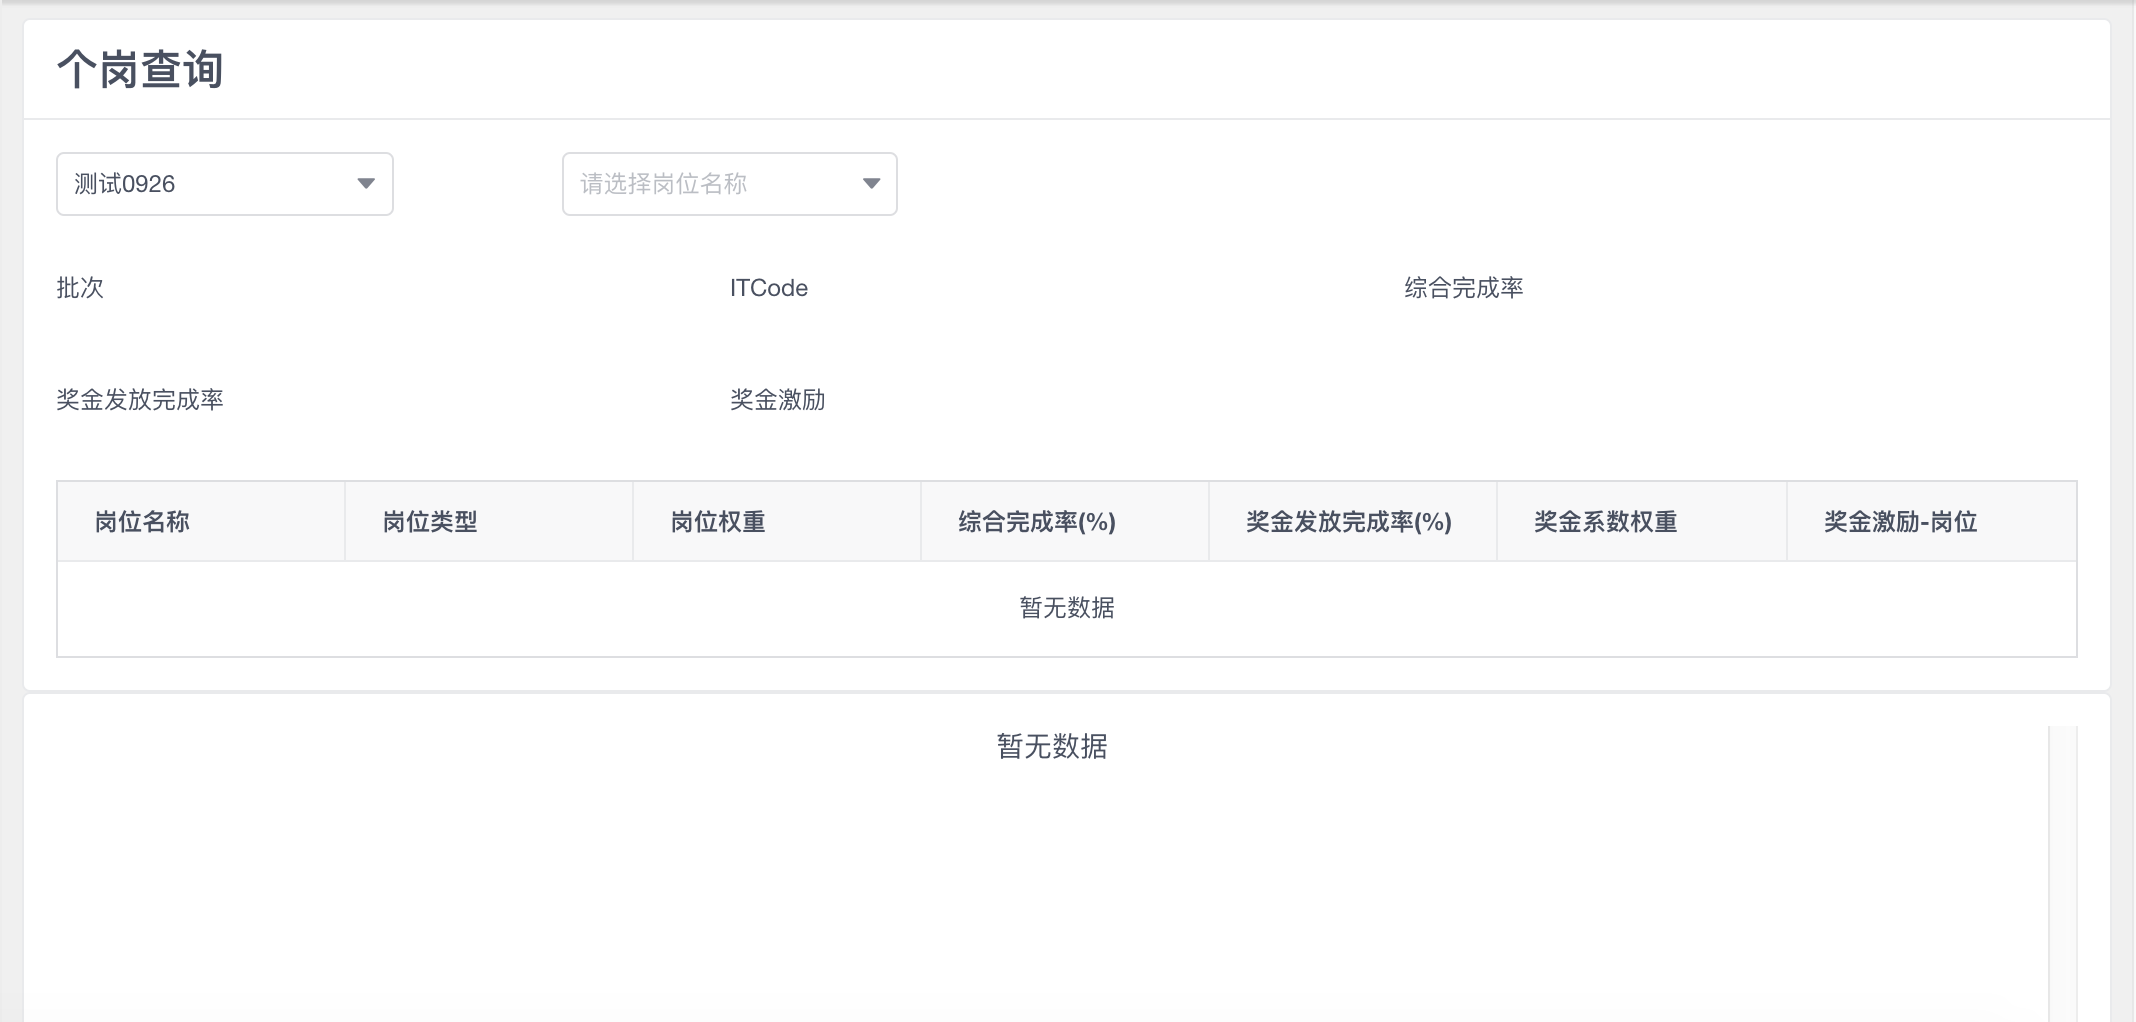 个岗查询
测试0926
请选择岗位名称
批次
ITCode
综合完成率
奖金发放完成率
奖金激励
岗位名称
岗位类型
岗位权重
综合完成率(%)
奖金发放完成率(%)
奖金系数权重
奖金激励-岗位
暂无数据
暂无数据